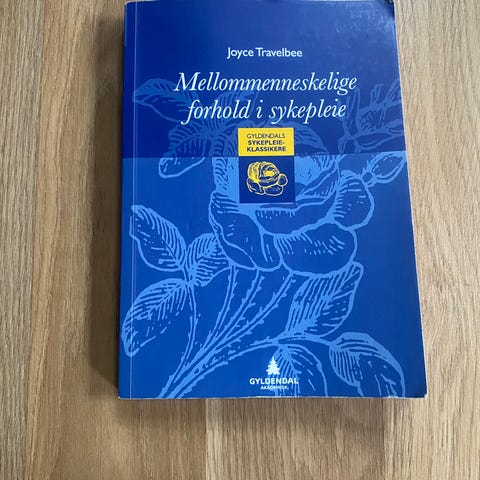 Joyce Travelbee
Mellommenneskelige
forhold i sykepleie
GYLDENDALS
SYKEPLEIE-
KLASSIKERE
GYLDENDAL
AKADEMISK